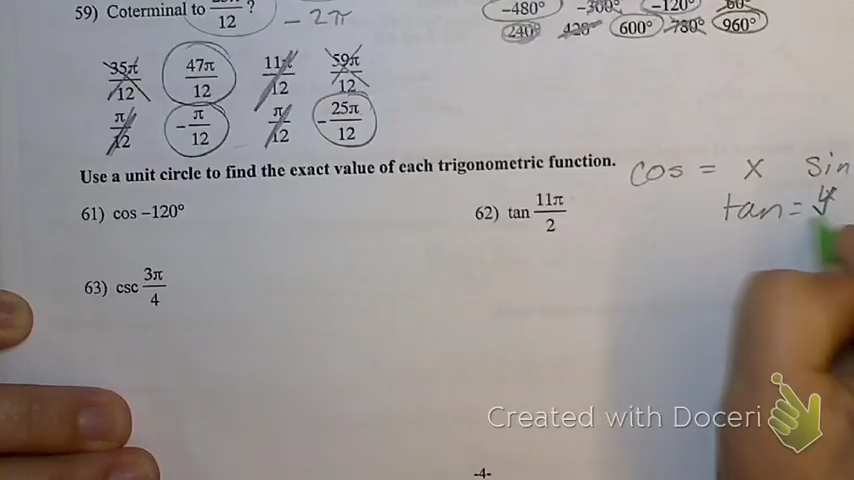 59) Coterminal to π/12 ? - 2π
-480° -300° -120° 60°
240° 420° 600° 780° 960°
35π/12 47π/12 11π/12 59π/12
π/12 -π/12 π/12 -25π/12
Use a unit circle to find the exact value of each trigonometric function.
cos = x sin
tan = y
61) cos −120°
62) tan 11π/2
63) csc 3π/4
Created with Doceri
-4-